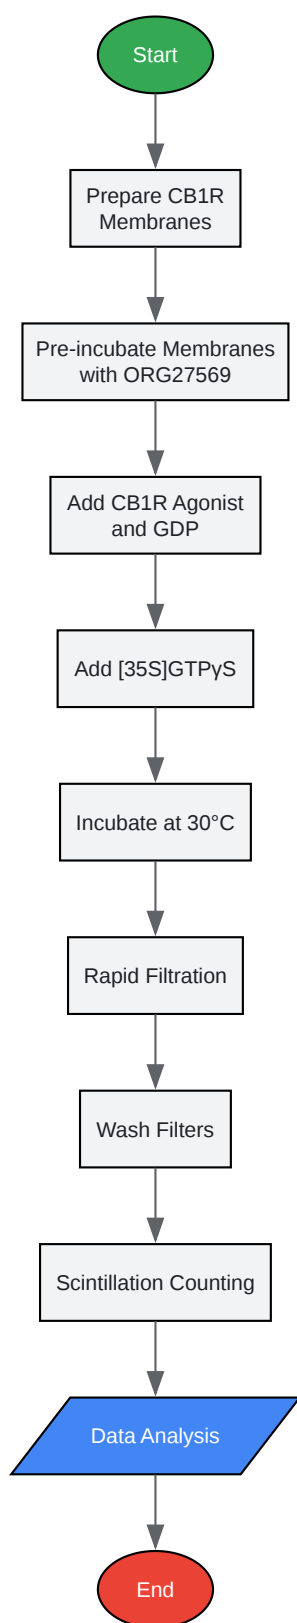 Start
Prepare CB1R
Membranes
Pre-incubate Membranes
with ORG27569
Add CB1R Agonist
and GDP
Add [35S]GTPγS
Incubate at 30°C
Rapid Filtration
Wash Filters
Scintillation Counting
Data Analysis
End